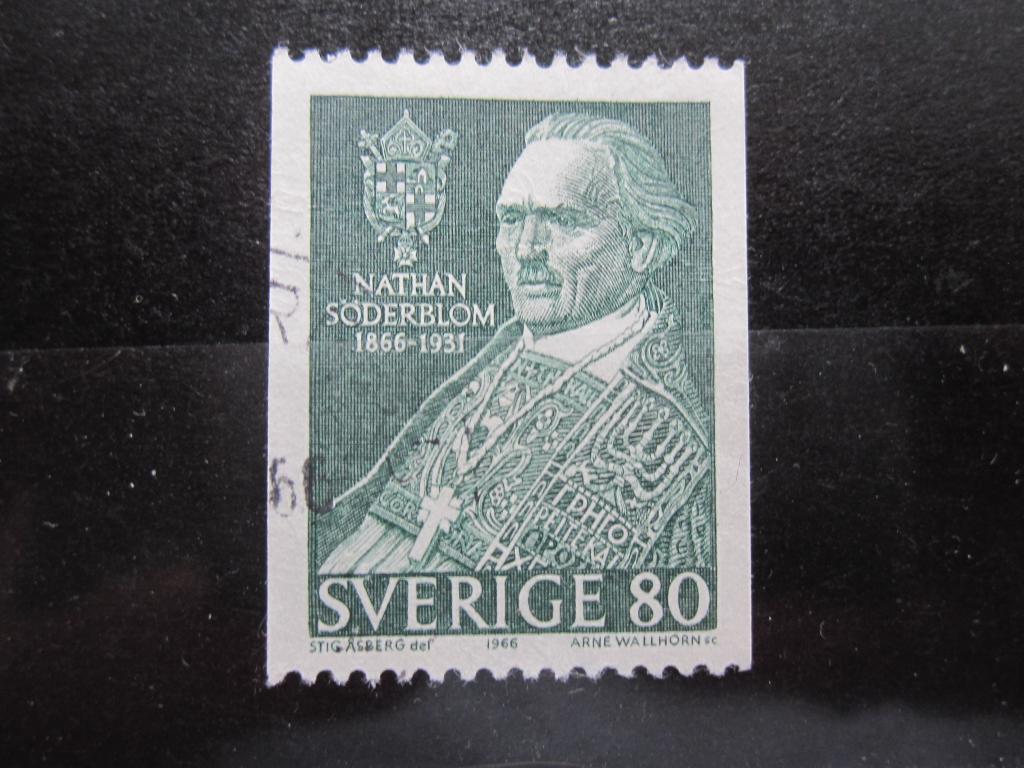 NATHAN
SÖDERBLOM
1866-1931
SVERIGE 80
STIG ÅSBERG del
1966
ARNE WALLHORN sc